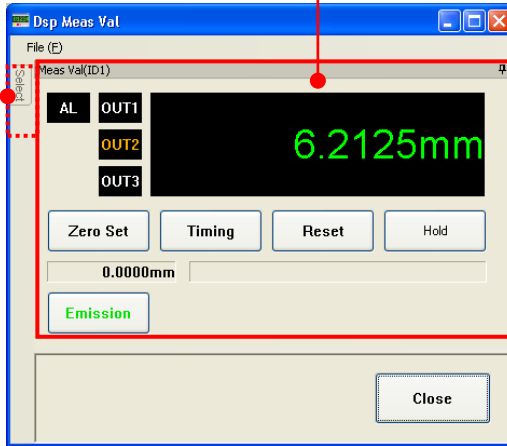 Dsp Meas Val
File (F)
Select
Meas Val(ID1)
AL OUT1
OUT2
OUT3
6.2125mm
Zero Set Timing Reset Hold
0.0000mm
Emission
Close